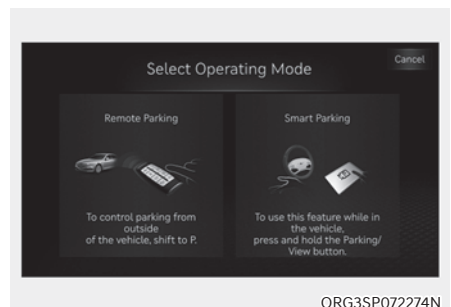 Select Operating Mode
Cancel
Remote Parking
To control parking from
outside
of the vehicle, shift to P.
Smart Parking
To use this feature while in
the vehicle,
press and hold the Parking/
View button.
ORG3SP072274N